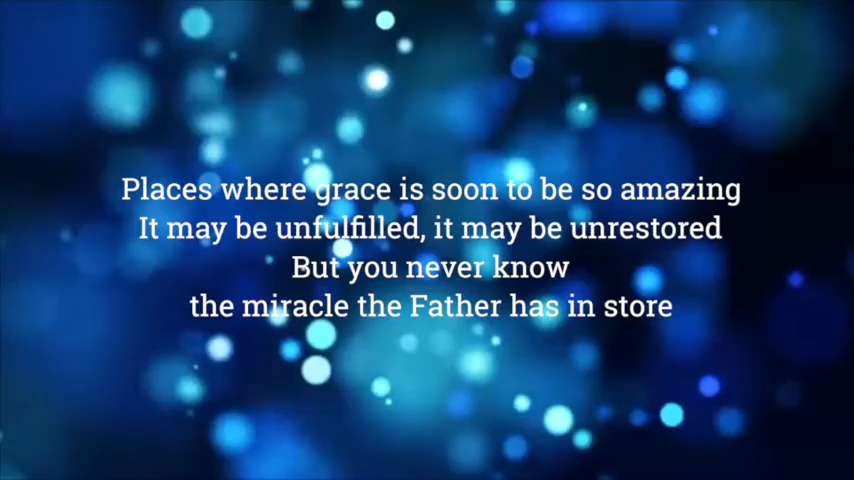 Places where grace is soon to be so amazing
It may be unfulfilled, it may be unrestored
But you never know
the miracle the Father has in store